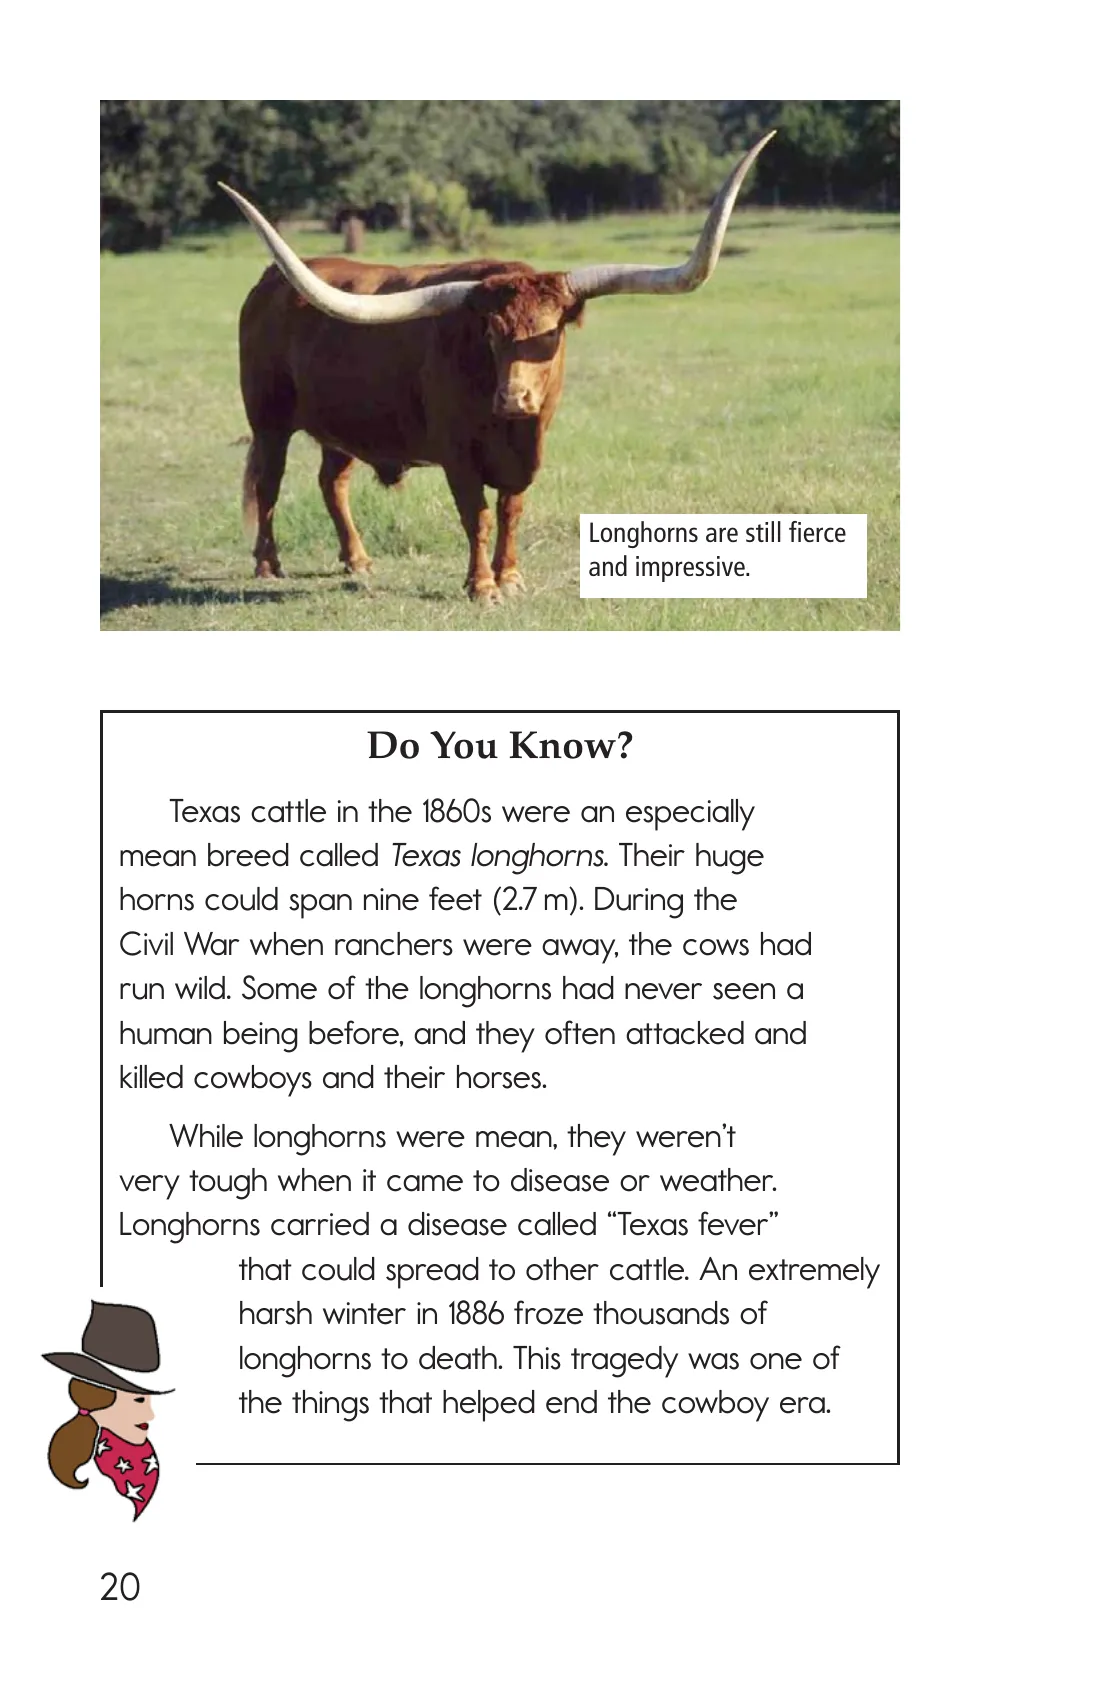 Longhorns are still fierce
and impressive.
Do You Know?
Texas cattle in the 1860s were an especially
mean breed called Texas longhorns. Their huge
horns could span nine feet (2.7 m). During the
Civil War when ranchers were away, the cows had
run wild. Some of the longhorns had never seen a
human being before, and they often attacked and
killed cowboys and their horses.
While longhorns were mean, they weren’t
very tough when it came to disease or weather.
Longhorns carried a disease called “Texas fever”
that could spread to other cattle. An extremely
harsh winter in 1886 froze thousands of
longhorns to death. This tragedy was one of
the things that helped end the cowboy era.
20